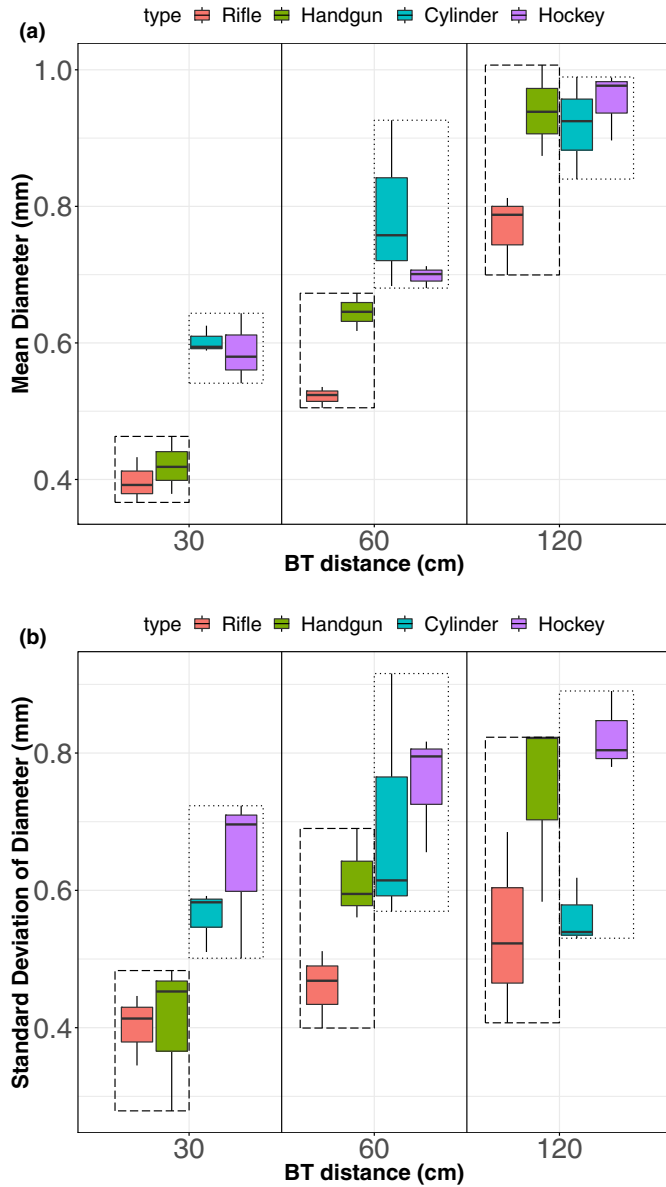 type Rifle Handgun Cylinder Hockey
(a)
Mean Diameter (mm)
1.0
0.8
0.6
0.4
30 60 120
BT distance (cm)
type Rifle Handgun Cylinder Hockey
(b)
Standard Deviation of Diameter (mm)
0.8
0.6
0.4
30 60 120
BT distance (cm)